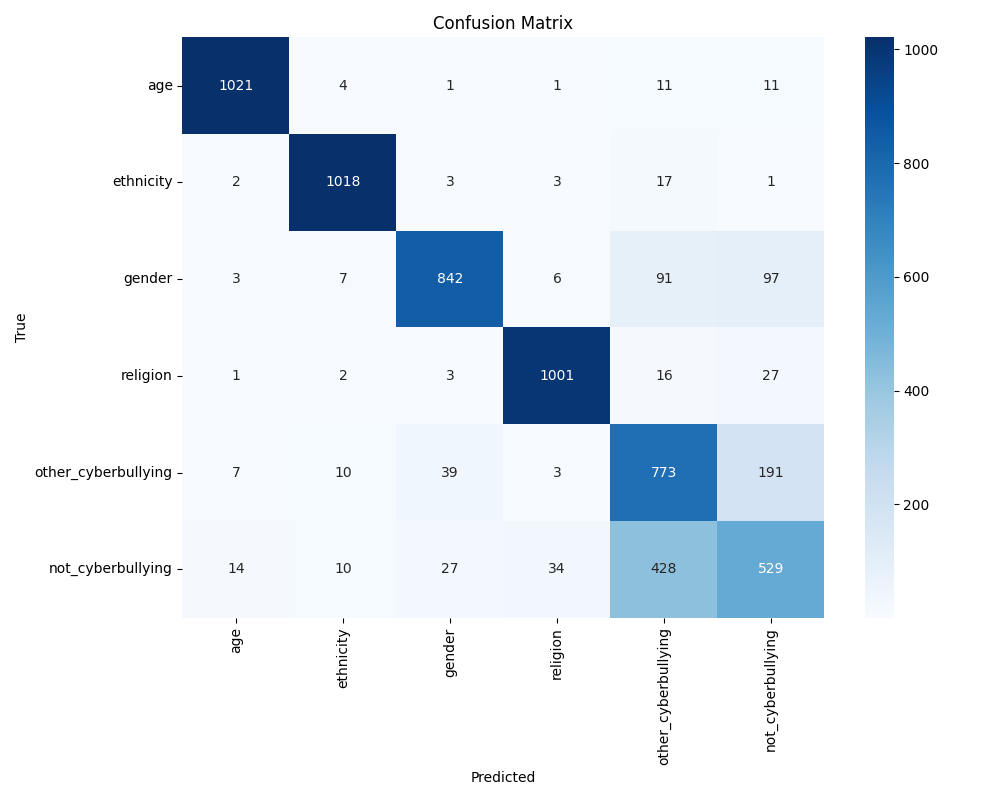 Confusion Matrix
age 1021 4 1 1 11 11
ethnicity 2 1018 3 3 17 1
gender 3 7 842 6 91 97
religion 1 2 3 1001 16 27
other_cyberbullying 7 10 39 3 773 191
not_cyberbullying 14 10 27 34 428 529
age ethnicity gender religion other_cyberbullying not_cyberbullying
Predicted
True
1000
800
600
400
200